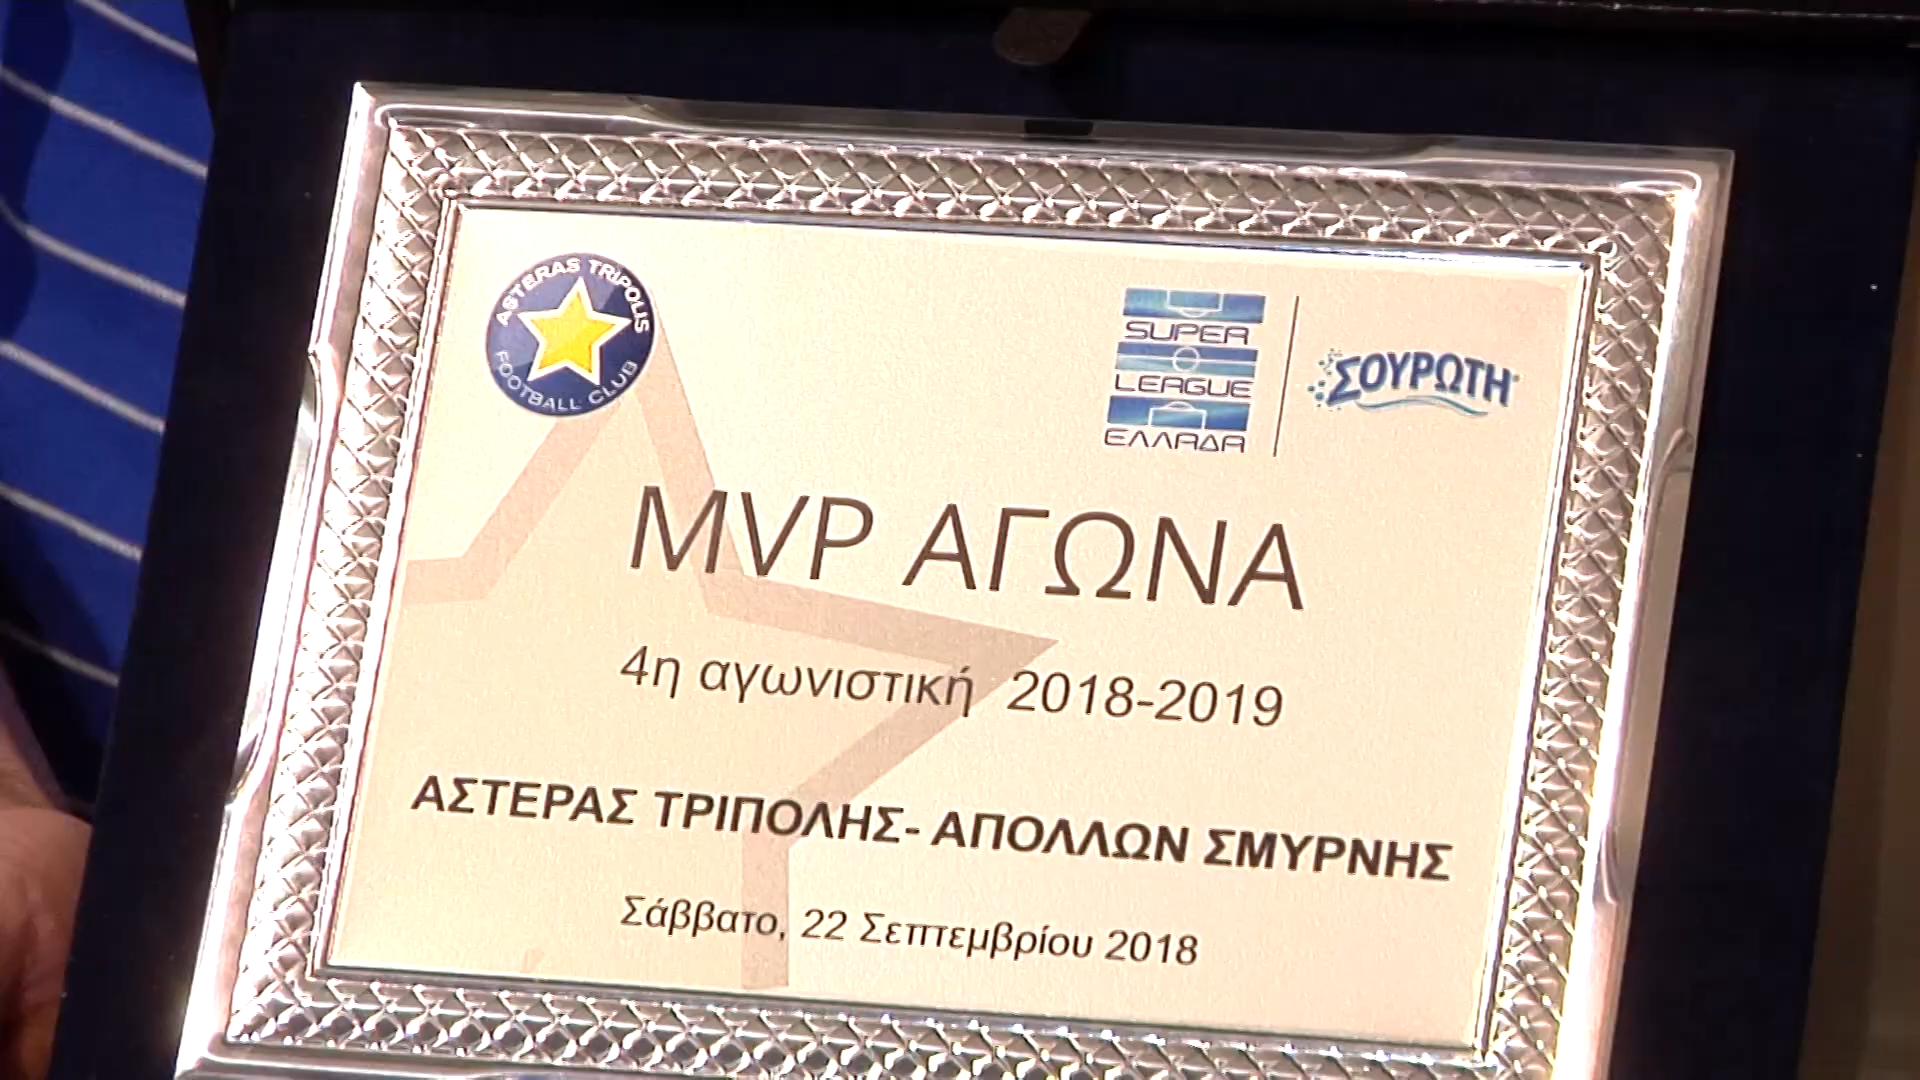 ASTERAS TRIPOLIS
FOOTBALL CLUB
SUPER
LEAGUE
ΕΛΛΑΔΑ
ΣΟΥΡΩΤΗ
MVP ΑΓΩΝΑ
4η αγωνιστική 2018-2019
ΑΣΤΕΡΑΣ ΤΡΙΠΟΛΗΣ- ΑΠΟΛΛΩΝ ΣΜΥΡΝΗΣ
Σάββατο, 22 Σεπτεμβρίου 2018